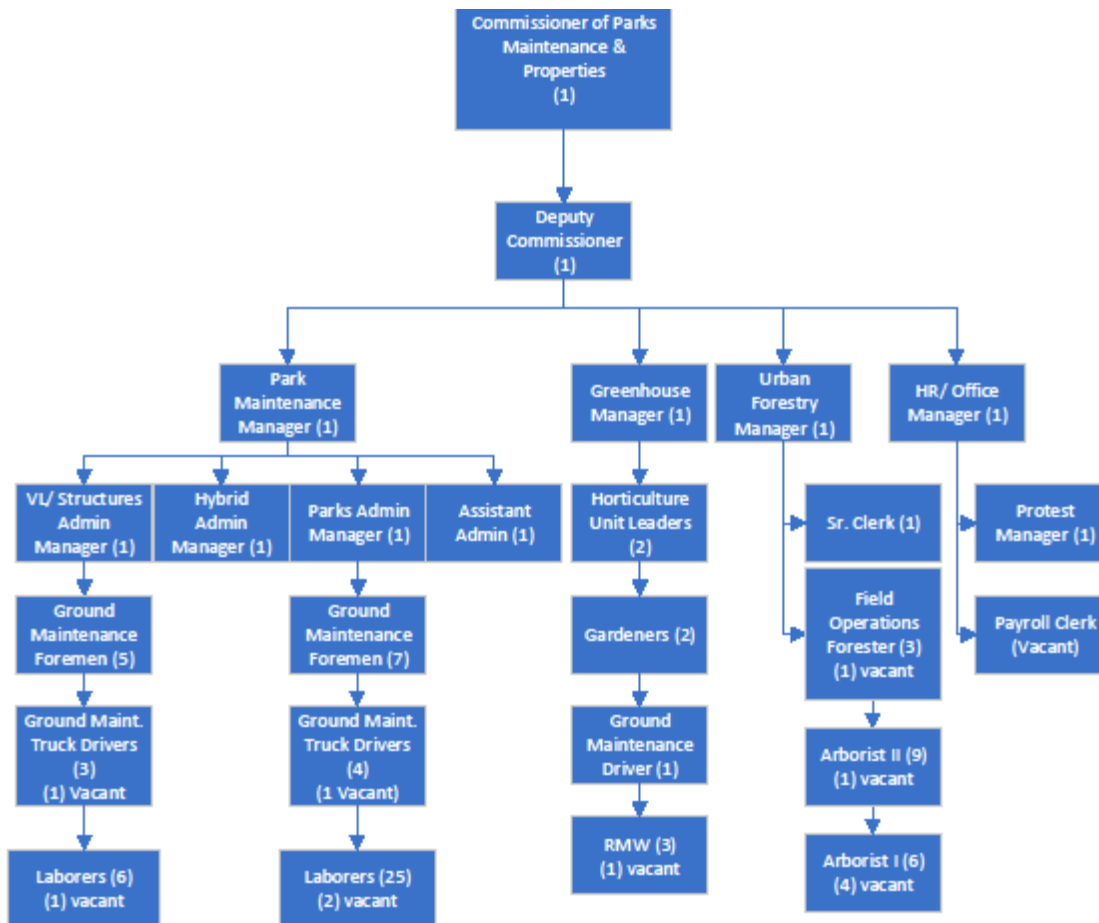 Commissioner of Parks
Maintenance &
Properties
(1)
Deputy
Commissioner
(1)
Park
Maintenance
Manager (1)
Greenhouse
Manager (1)
Urban
Forestry
Manager (1)
HR/ Office
Manager (1)
VL/ Structures
Admin
Manager (1)
Hybrid
Admin
Manager (1)
Parks Admin
Manager (1)
Assistant
Admin (1)
Horticulture
Unit Leaders
(2)
Sr. Clerk (1)
Protest
Manager (1)
Ground
Maintenance
Foremen (5)
Ground
Maintenance
Foremen (7)
Gardeners (2)
Field
Operations
Forester (3)
(1) vacant
Payroll Clerk
(Vacant)
Ground Maint.
Truck Drivers
(3)
(1) Vacant
Ground Maint.
Truck Drivers
(4)
(1 Vacant)
Ground
Maintenance
Driver (1)
Arborist II (9)
(1) vacant
Laborers (6)
(1) vacant
Laborers (25)
(2) vacant
RMW (3)
(1) vacant
Arborist I (6)
(4) vacant